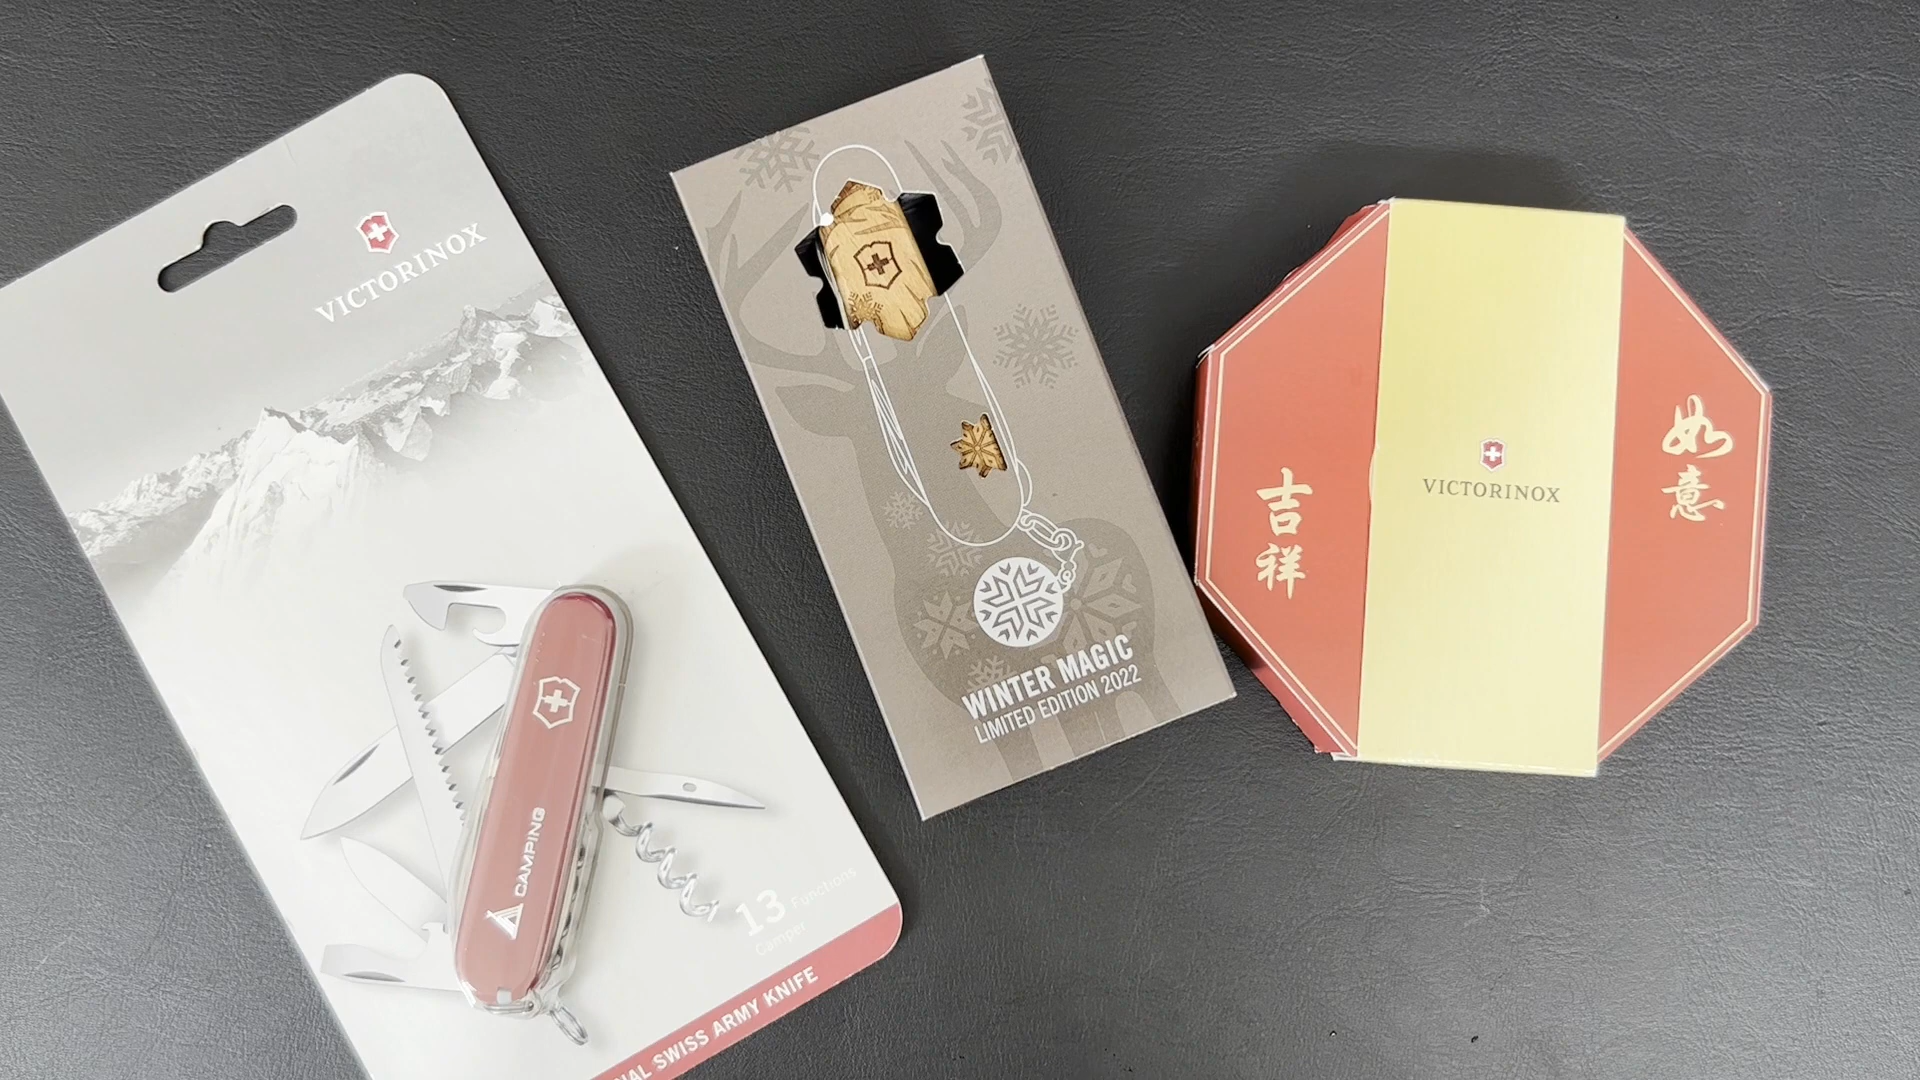 VICTORINOX
CAMPING
13 Functions
Camper
NAL SWISS ARMY KNIFE
WINTER MAGIC
LIMITED EDITION 2022
吉祥
VICTORINOX
如意